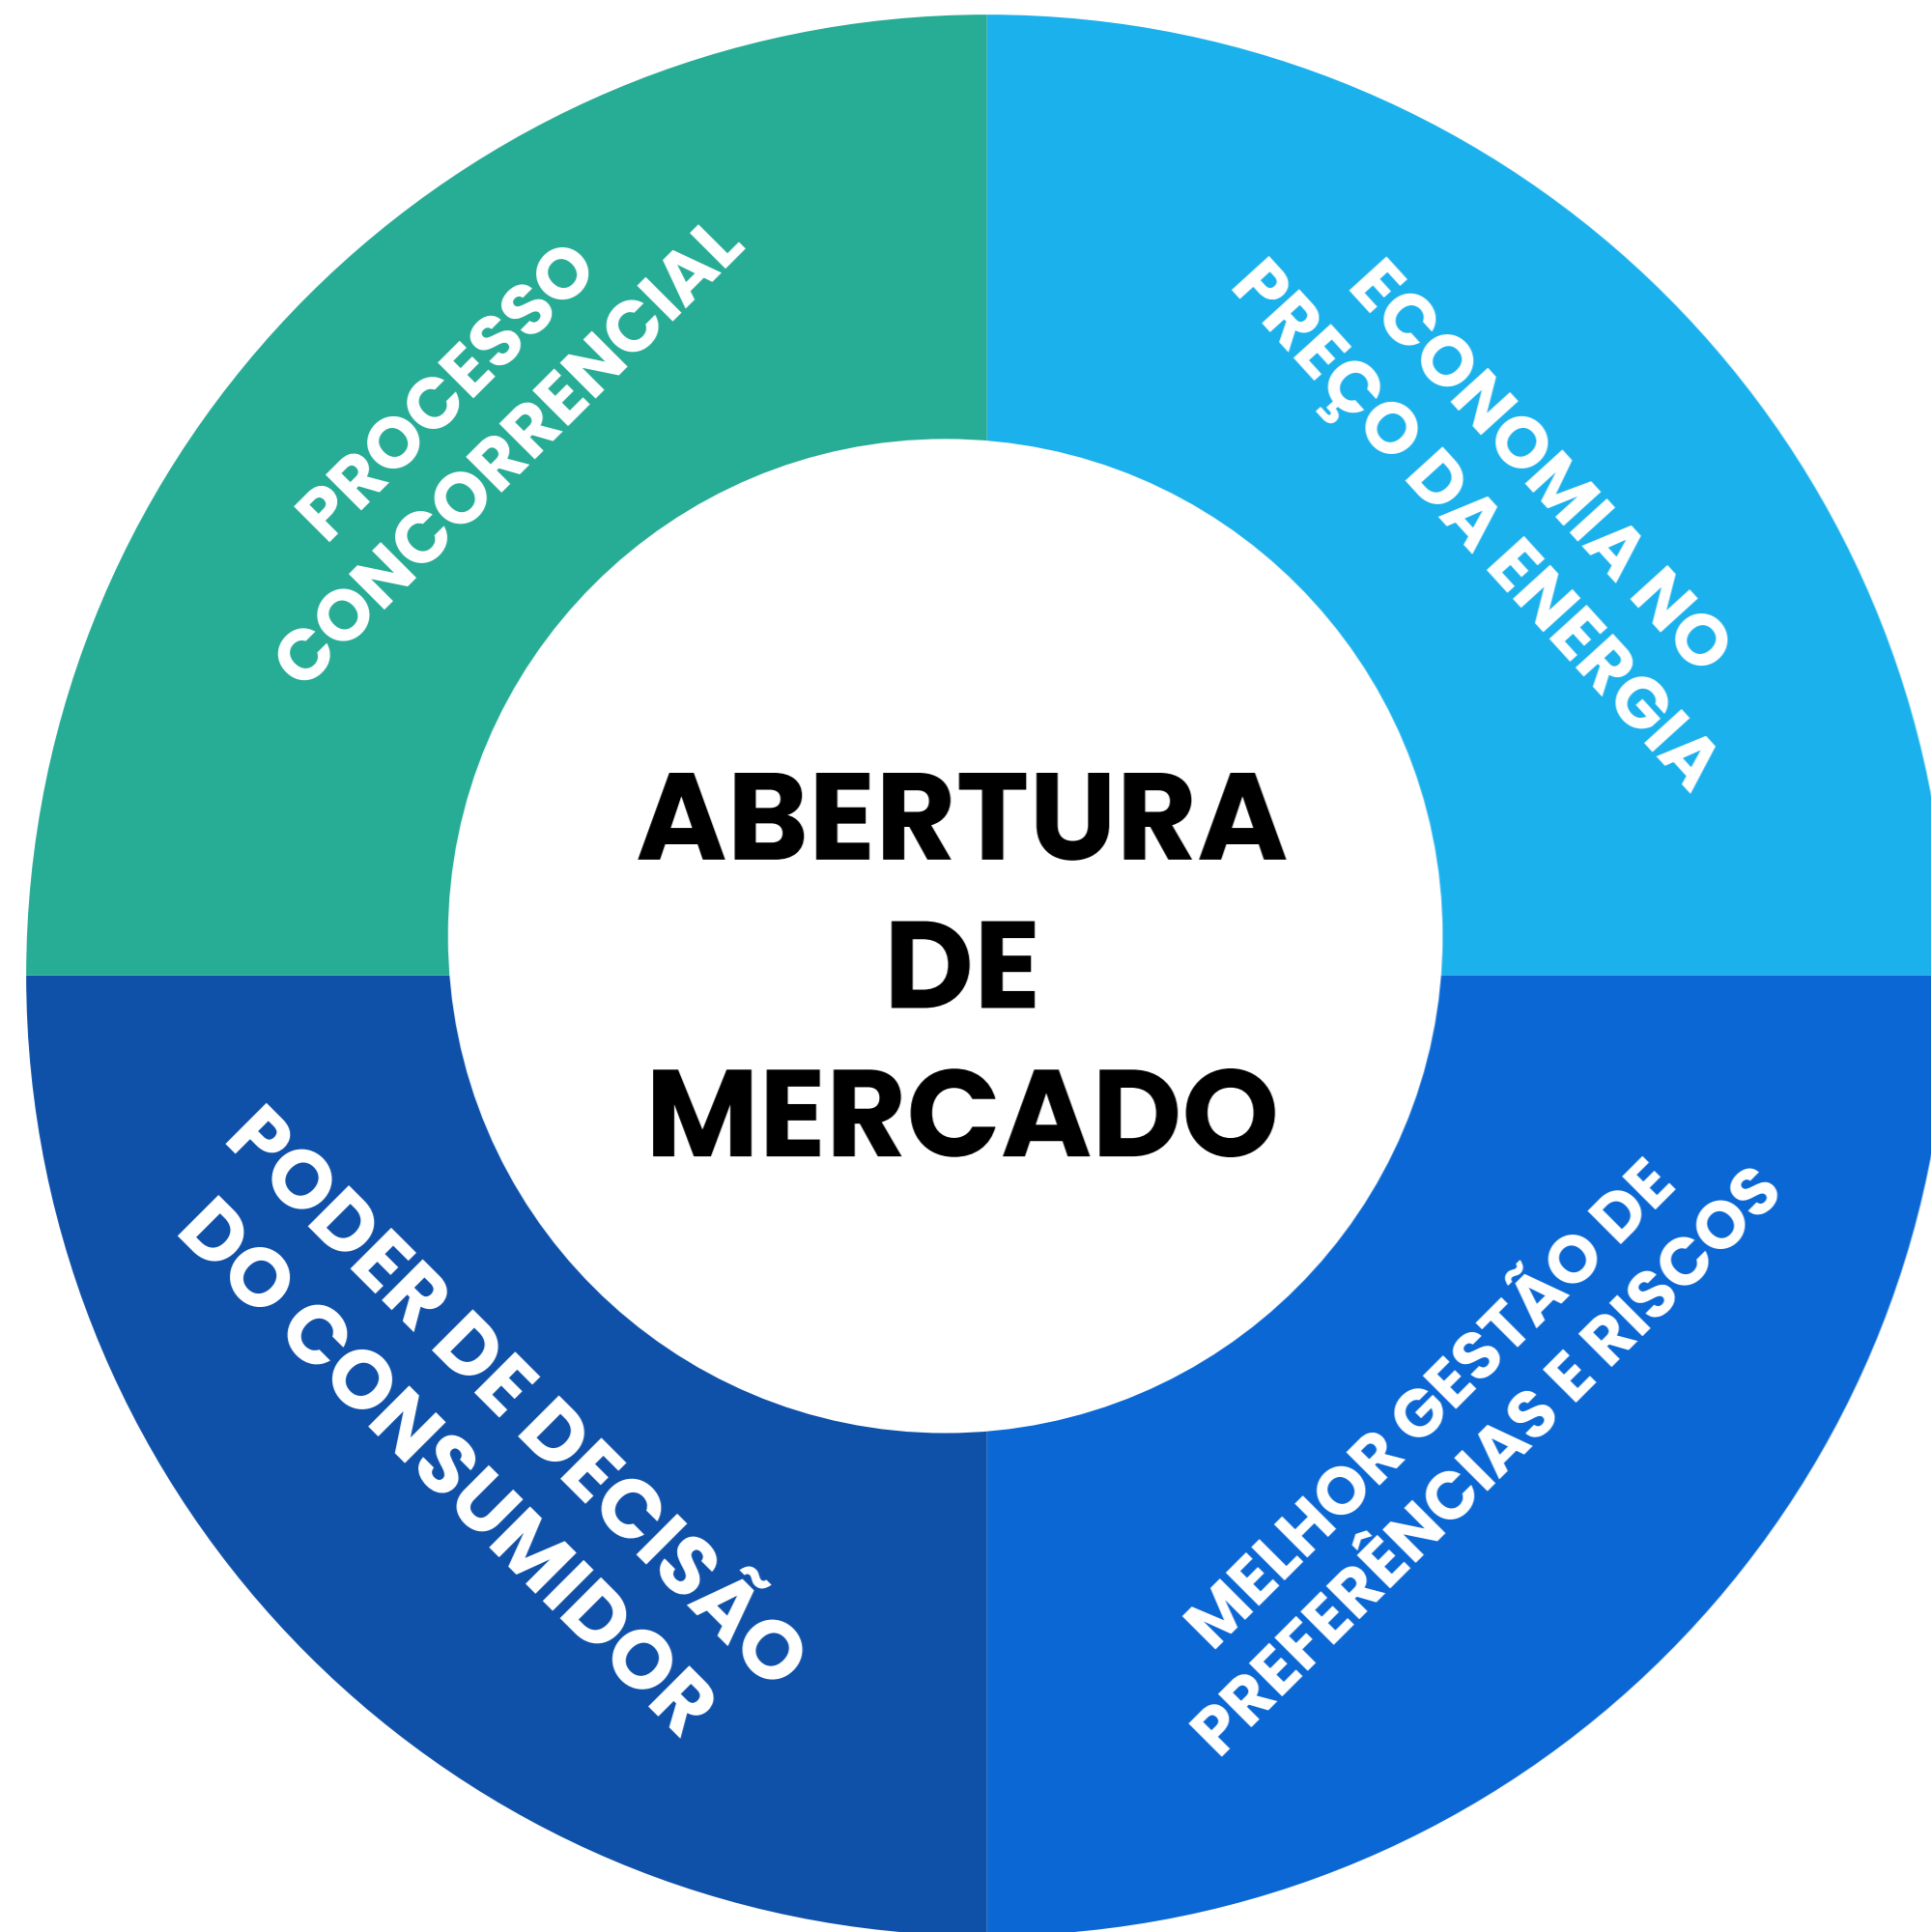 PROCESSO
CONCORRENCIAL
ECONOMIA NO
PREÇO DA ENERGIA
ABERTURA
DE
MERCADO
PODER DE DECISÃO
DO CONSUMIDOR
MELHOR GESTÃO DE
PREFERÊNCIAS E RISCOS